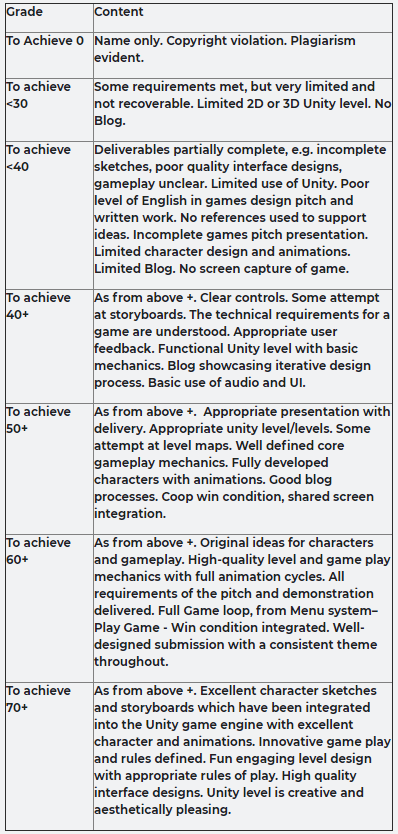 Grade Content
To Achieve 0 Name only. Copyright violation. Plagiarism
evident.
To achieve Some requirements met, but very limited and
<30 not recoverable. Limited 2D or 3D Unity level. No
Blog.
To achieve Deliverables partially complete, e.g. incomplete
<40 sketches, poor quality interface designs,
gameplay unclear. Limited use of Unity. Poor
level of English in games design pitch and
written work. No references used to support
ideas. Incomplete games pitch presentation.
Limited character design and animations.
Limited Blog. No screen capture of game.
To achieve As from above +. Clear controls. Some attempt
40+ at storyboards. The technical requirements for a
game are understood. Appropriate user
feedback. Functional Unity level with basic
mechanics. Blog showcasing iterative design
process. Basic use of audio and UI.
To achieve As from above +. Appropriate presentation with
50+ delivery. Appropriate unity level/levels. Some
attempt at level maps. Well defined core
gameplay mechanics. Fully developed
characters with animations. Good blog
processes. Coop win condition, shared screen
integration.
To achieve As from above +. Original ideas for characters
60+ and gameplay. High-quality level and game play
mechanics with full animation cycles. All
requirements of the pitch and demonstration
delivered. Full Game loop, from Menu system–
Play Game - Win condition integrated. Well-
designed submission with a consistent theme
throughout.
To achieve As from above +. Excellent character sketches
70+ and storyboards which have been integrated
into the Unity game engine with excellent
character and animations. Innovative game play
and rules defined. Fun engaging level design
with appropriate rules of play. High quality
interface designs. Unity level is creative and
aesthetically pleasing.